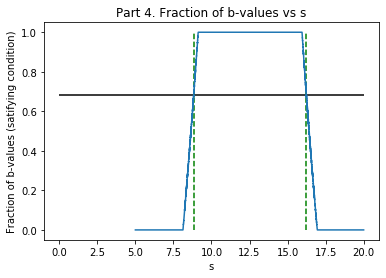 Part 4. Fraction of b-values vs s
Fraction of b-values (satifying condition)
1.0
0.8
0.6
0.4
0.2
0.0
0.0 2.5 5.0 7.5 10.0 12.5 15.0 17.5 20.0
s